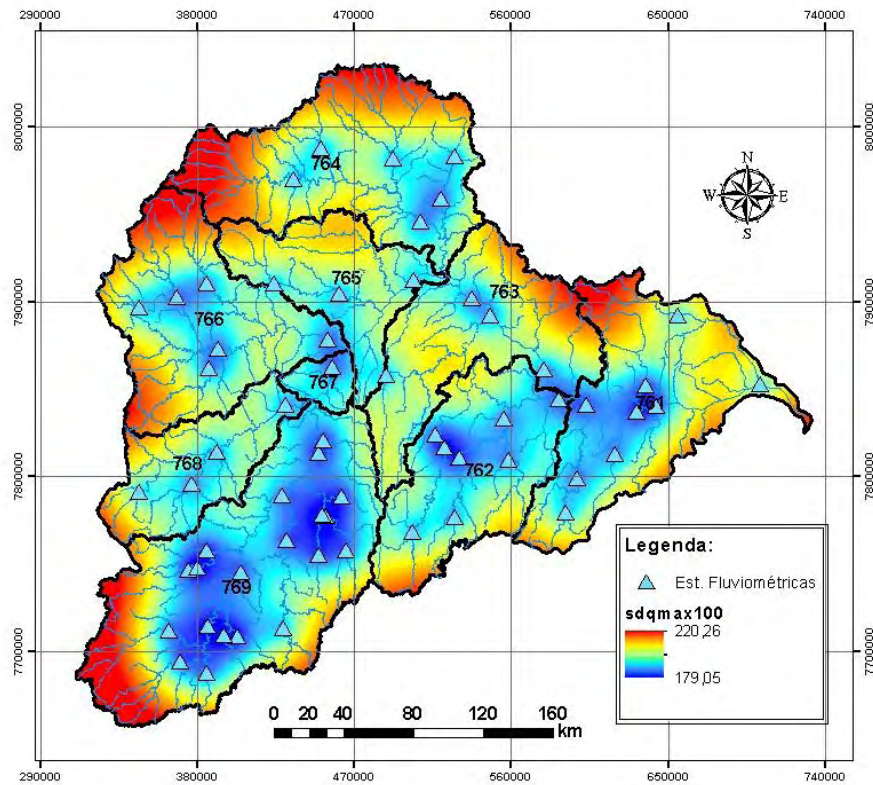 290000 380000 470000 560000 650000 740000
8000000 8000000
7900000 7900000
7800000 7800000
7700000 7700000
N
W E
S
764
765
763
766
767
761
768
762
769
Legenda:
Est. Fluviométricas
sdqmax100
220,26
179,05
0 10 20 40 80 120 160
km
290000 380000 470000 560000 650000 740000